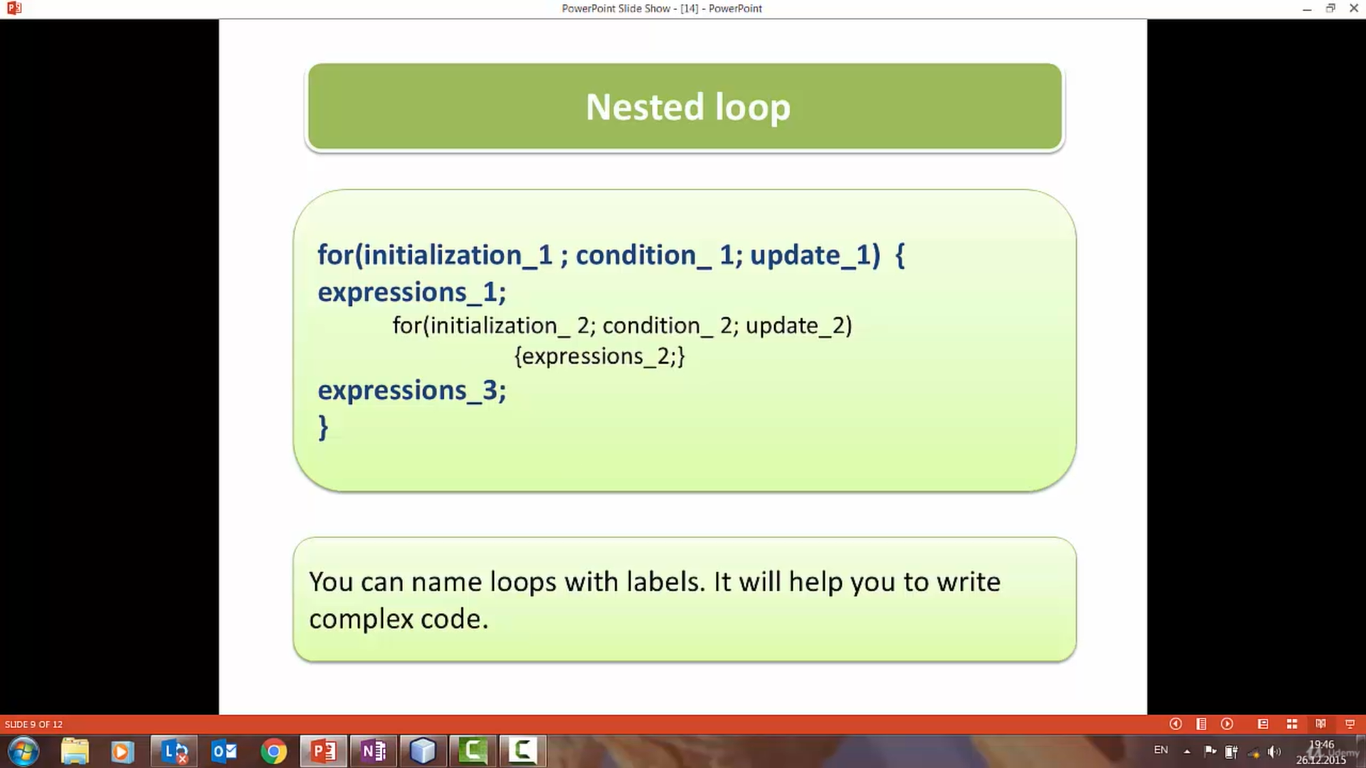 PowerPoint Slide Show - [14] - PowerPoint
Nested loop
for(initialization_1 ; condition_ 1; update_1) {
expressions_1;
for(initialization_ 2; condition_ 2; update_2)
{expressions_2;}
expressions_3;
}
You can name loops with labels. It will help you to write
complex code.
SLIDE 9 OF 12
EN
19:46
26.12.2015
Udemy